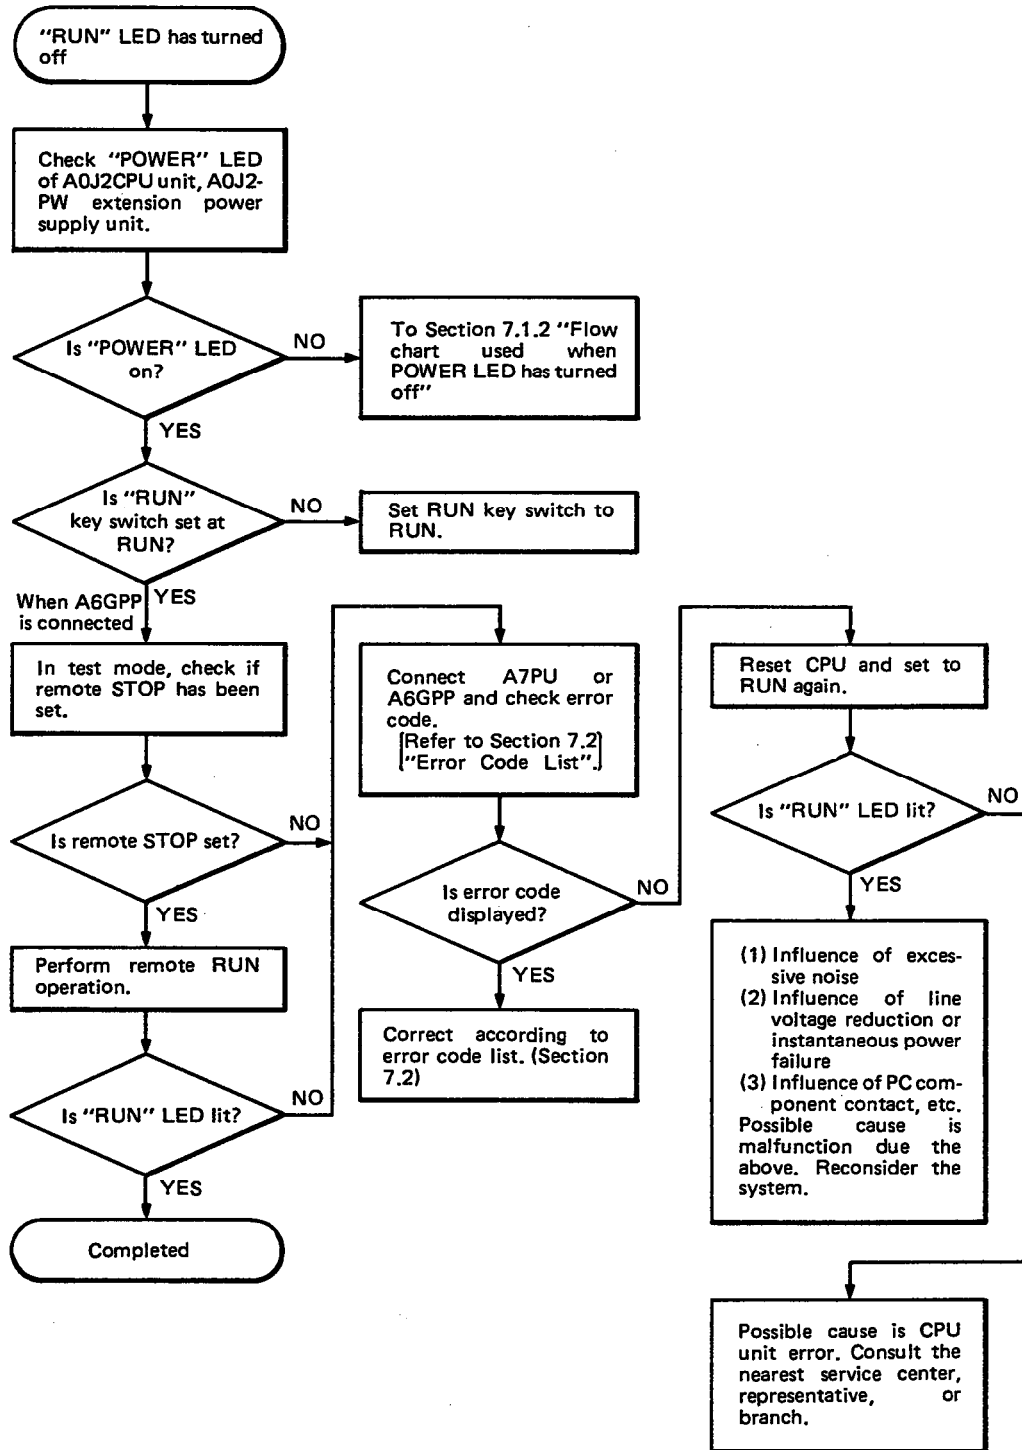 "RUN" LED has turned
off
Check "POWER" LED
of A0J2CPU unit, A0J2-
PW extension power
supply unit.
Is "POWER" LED
on?
NO
To Section 7.1.2 "Flow
chart used when
POWER LED has turned
off"
YES
Is "RUN"
key switch set at
RUN?
NO
Set RUN key switch to
RUN.
YES
When A6GPP
is connected
In test mode, check if
remote STOP has been
set.
Is remote STOP set?
NO
YES
Perform remote RUN
operation.
Is "RUN" LED lit?
NO
YES
Completed
Connect A7PU or
A6GPP and check error
code.
[Refer to Section 7.2
"Error Code List".]
Is error code
displayed?
NO
YES
Correct according to
error code list. (Section
7.2)
Reset CPU and set to
RUN again.
Is "RUN" LED lit?
NO
YES
(1) Influence of exces-
sive noise
(2) Influence of line
voltage reduction or
instantaneous power
failure
(3) Influence of PC com-
ponent contact, etc.
Possible cause is
malfunction due the
above. Reconsider the
system.
Possible cause is CPU
unit error. Consult the
nearest service center,
representative, or
branch.